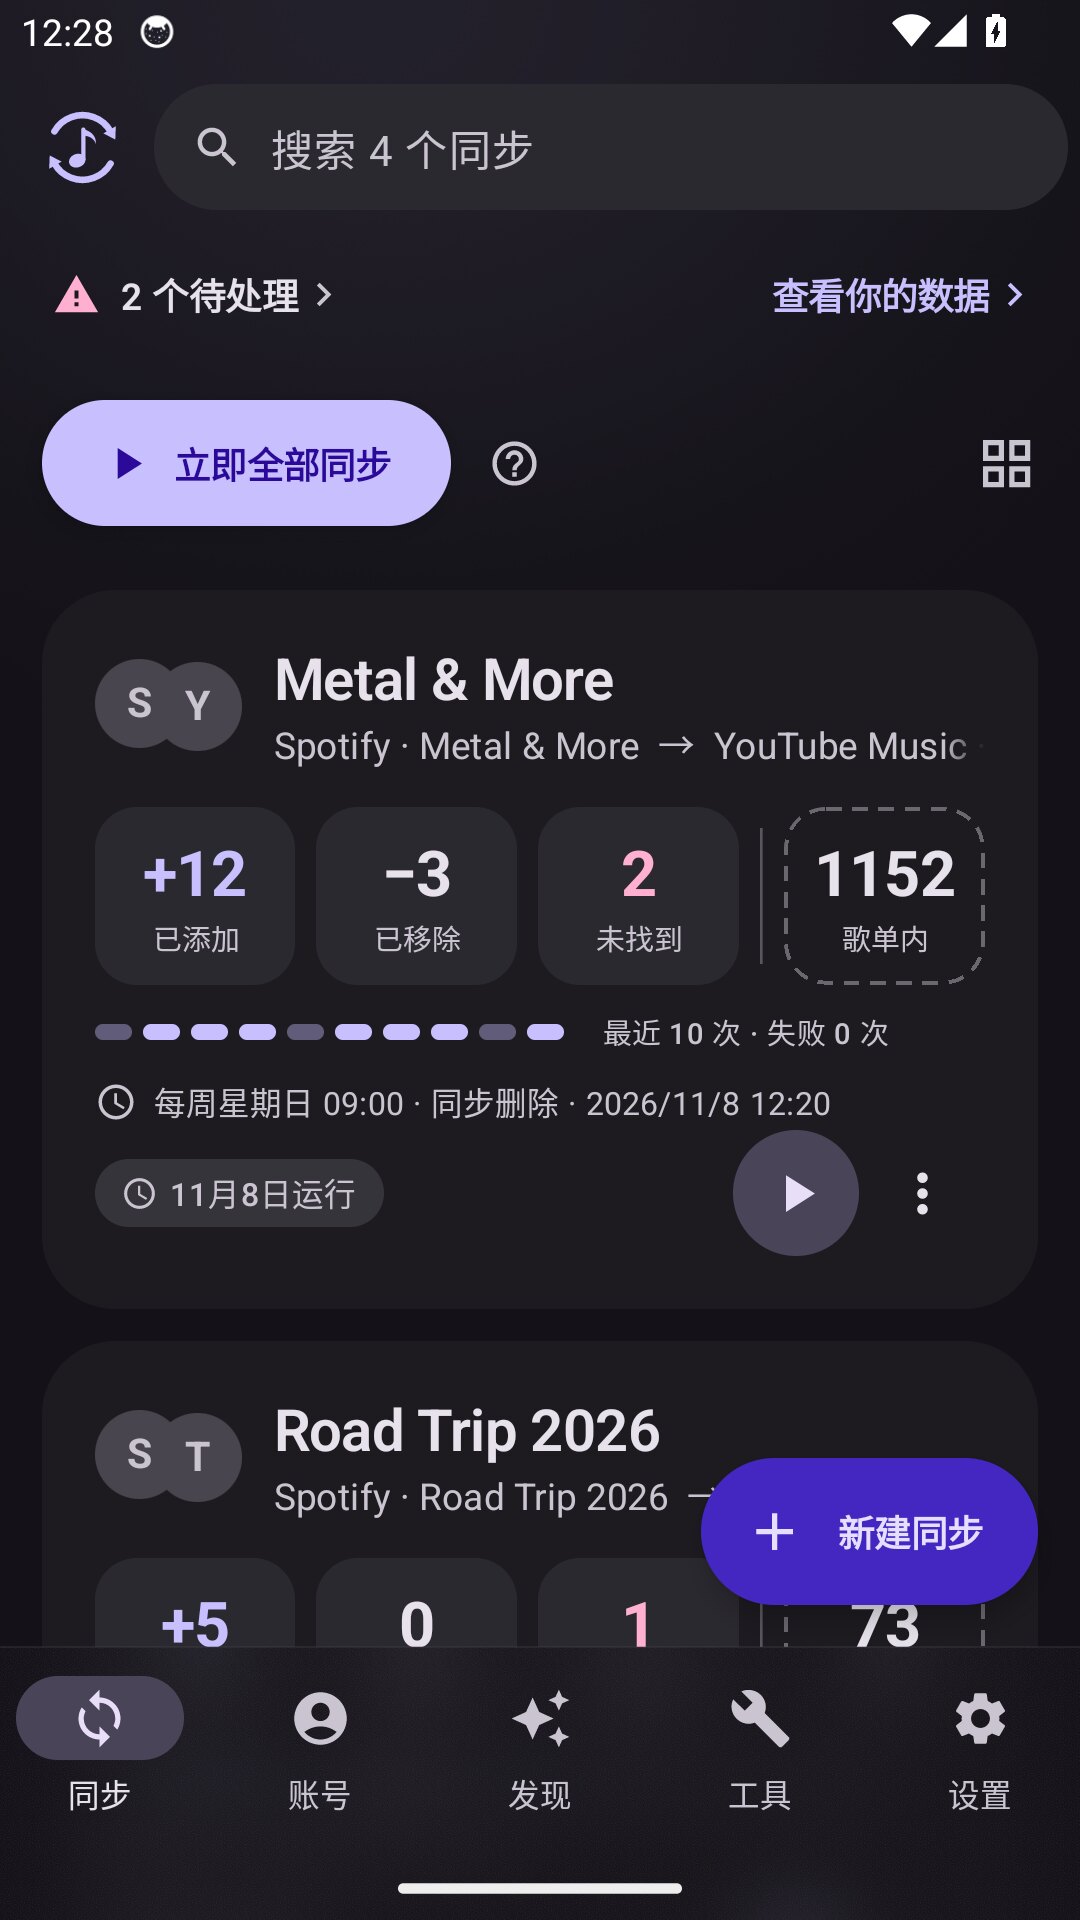 12:28
搜索 4 个同步
2 个待处理
查看你的数据
立即全部同步
S Y
Metal & More
Spotify · Metal & More → YouTube Music
+12
已添加
−3
已移除
2
未找到
1152
歌单内
最近 10 次 · 失败 0 次
每周星期日 09:00 · 同步删除 · 2026/11/8 12:20
11月8日运行
S T
Road Trip 2026
Spotify · Road Trip 2026
新建同步
+5
0
1
73
同步
账号
发现
工具
设置